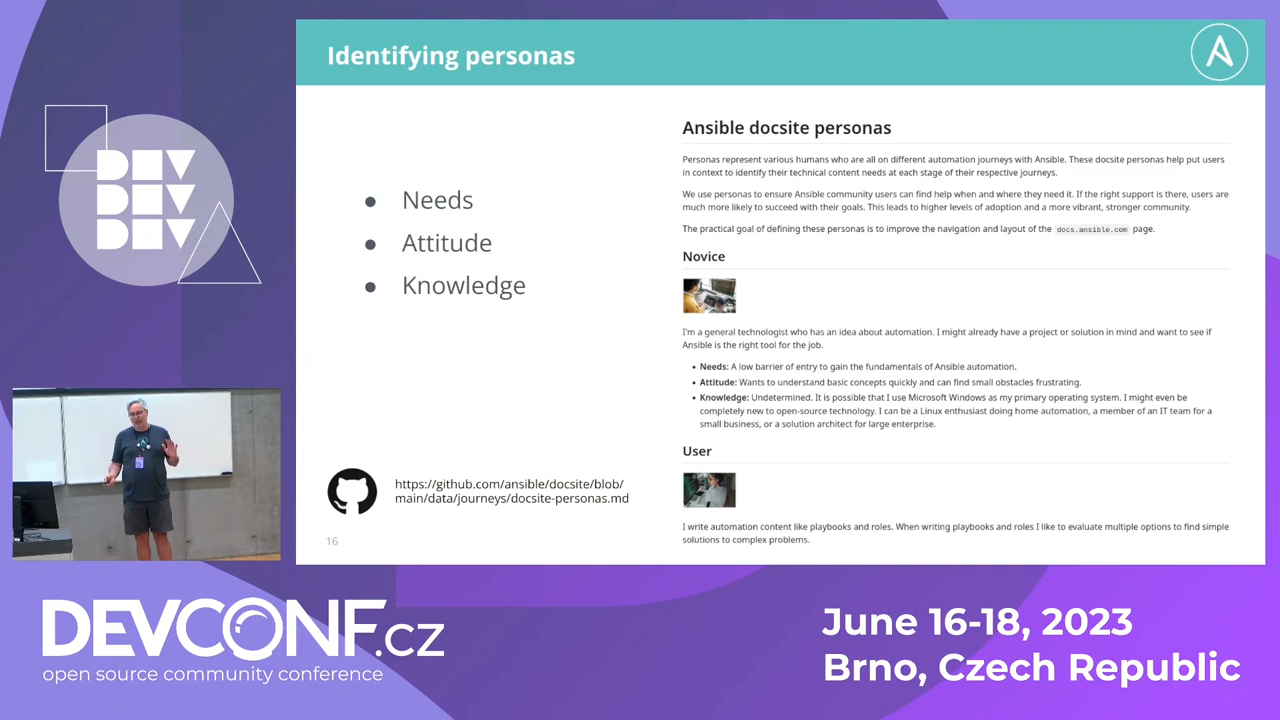 Identifying personas
DEV
DEV
DEV
● Needs
● Attitude
● Knowledge
https://github.com/ansible/docsite/blob/
main/data/journeys/docsite-personas.md
16
Ansible docsite personas
Personas represent various humans who are all on different automation journeys with Ansible. These docsite personas help put users
in context to identify their technical content needs at each stage of their respective journeys.
We use personas to ensure Ansible community users can find help when and where they need it. If the right support is there, users are
much more likely to succeed with their goals. This leads to higher levels of adoption and a more vibrant, stronger community.
The practical goal of defining these personas is to improve the navigation and layout of the docs.ansible.com page.
Novice
I'm a general technologist who has an idea about automation. I might already have a project or solution in mind and want to see if
Ansible is the right tool for the job.
• Needs: A low barrier of entry to gain the fundamentals of Ansible automation.
• Attitude: Wants to understand basic concepts quickly and can find small obstacles frustrating.
• Knowledge: Undetermined. It is possible that I use Microsoft Windows as my primary operating system. I might even be
completely new to open-source technology. I can be a Linux enthusiast doing home automation, a member of an IT team for a
small business, or a solution architect for large enterprise.
User
I write automation content like playbooks and roles. When writing playbooks and roles I like to evaluate multiple options to find simple
solutions to complex problems.
DEVCONF.cz
open source community conference
June 16-18, 2023
Brno, Czech Republic